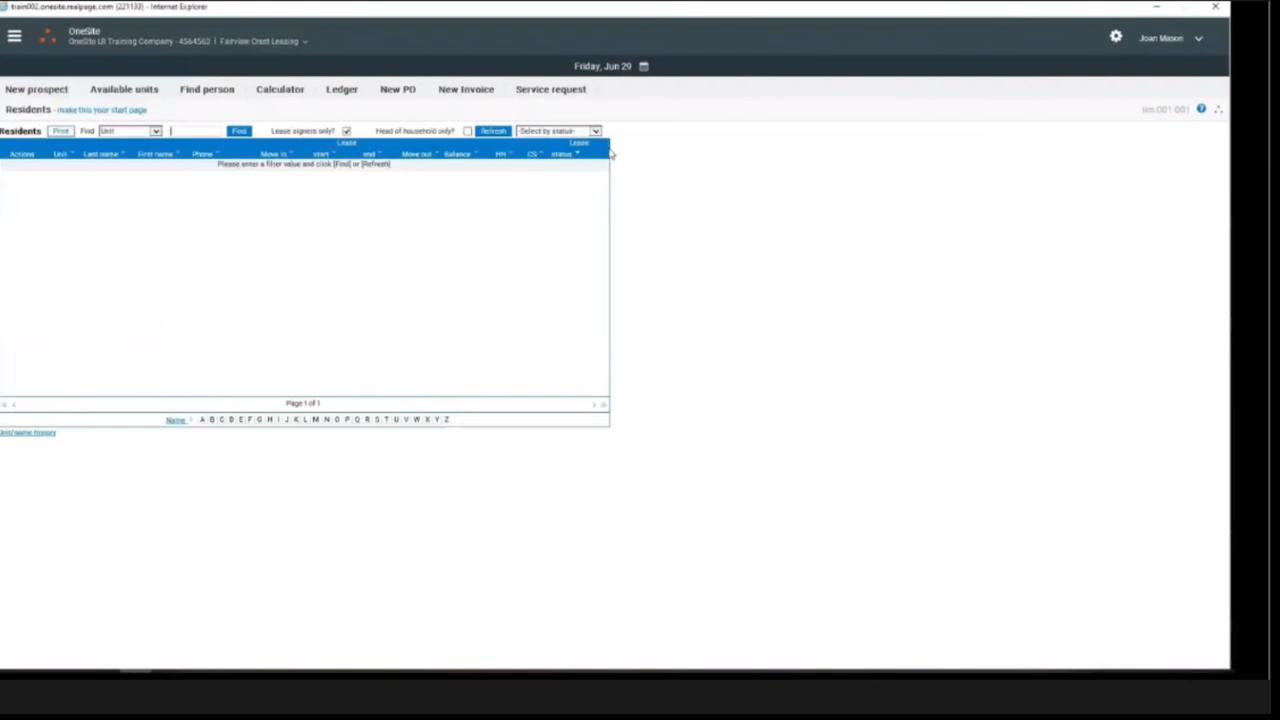 train002.onesite.realpage.com (221133) - Internet Explorer
OneSite
OneSite LR Training Company - 4564562 | Fairview Crest Leasing
Joan Mason
Friday, Jun 29
New prospect Available units Find person Calculator Ledger New PO New Invoice Service request
Residents - make this your start page
Residents Print Find Unit Find Lease signers only? Head of household only? Refresh -Select by status-
Lease Lease
Actions Unit Last name First name Phone Move in start end Move out Balance HH CS status
Please enter a filter value and click [Find] or [Refresh]
Page 1 of 1
Name A B C D E F G H I J K L M N O P Q R S T U V W X Y Z
Unit/name history